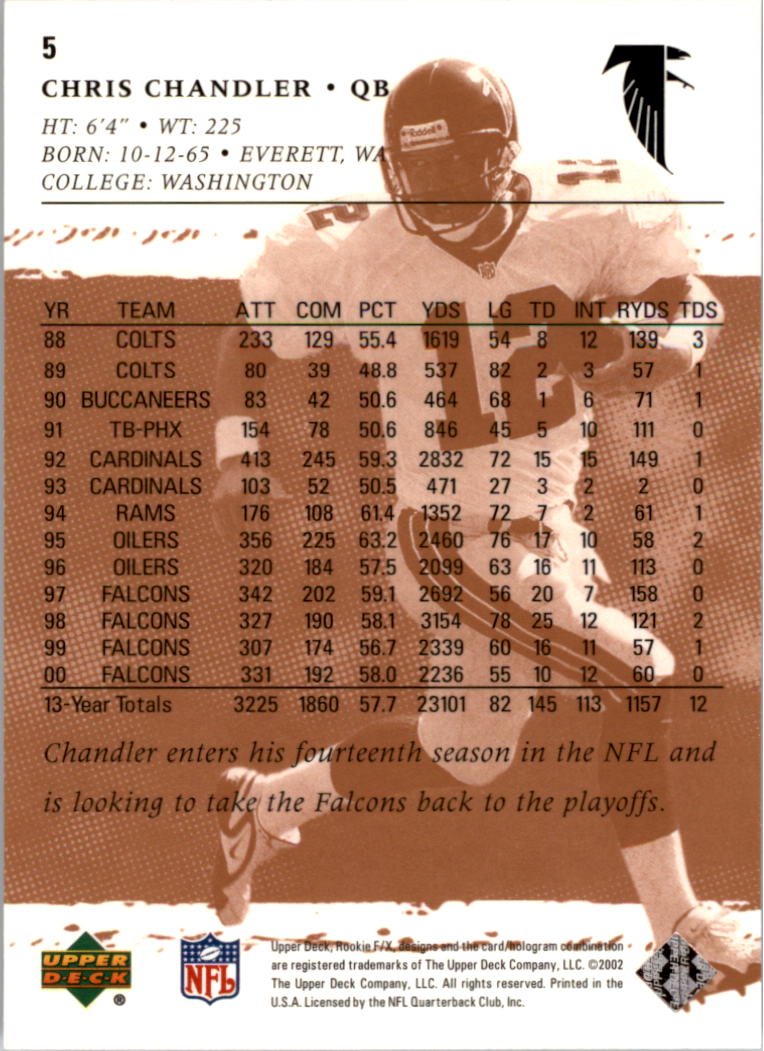 5
CHRIS CHANDLER • QB
HT: 6'4" • WT: 225
BORN: 10-12-65 • EVERETT, WA
COLLEGE: WASHINGTON
Riddell
12
12
NFL
12
YR TEAM ATT COM PCT YDS LG TD INT RYDS TDS
88 COLTS 233 129 55.4 1619 54 8 12 139 3
89 COLTS 80 39 48.8 537 82 2 3 57 1
90 BUCCANEERS 83 42 50.6 464 68 1 6 71 1
91 TB-PHX 154 78 50.6 846 45 5 10 111 0
92 CARDINALS 413 245 59.3 2832 72 15 15 149 1
93 CARDINALS 103 52 50.5 471 27 3 2 2 0
94 RAMS 176 108 61.4 1352 72 7 2 61 1
95 OILERS 356 225 63.2 2460 76 17 10 58 2
96 OILERS 320 184 57.5 2099 63 16 11 113 0
97 FALCONS 342 202 59.1 2692 56 20 7 158 0
98 FALCONS 327 190 58.1 3154 78 25 12 121 2
99 FALCONS 307 174 56.7 2339 60 16 11 57 1
00 FALCONS 331 192 58.0 2236 55 10 12 60 0
13-Year Totals 3225 1860 57.7 23101 82 145 113 1157 12
Chandler enters his fourteenth season in the NFL and
is looking to take the Falcons back to the playoffs.
UPPER
D·E·C·K
®
NFL
Upper Deck, Rookie F/X, designs and the card/hologram combination
are registered trademarks of The Upper Deck Company, LLC. ©2002
The Upper Deck Company, LLC. All rights reserved. Printed in the
U.S.A. Licensed by the NFL Quarterback Club, Inc.